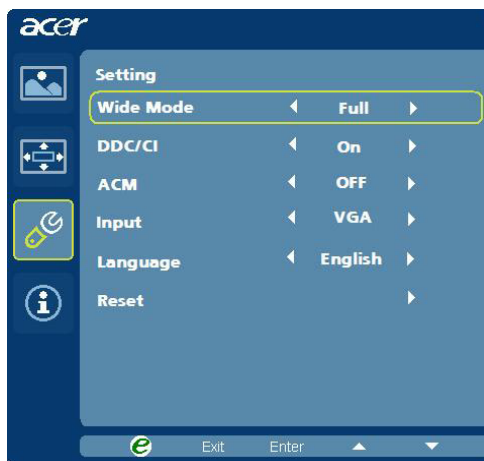 acer
Setting
Wide Mode Full
DDC/CI On
ACM OFF
Input VGA
Language English
Reset
e Exit Enter